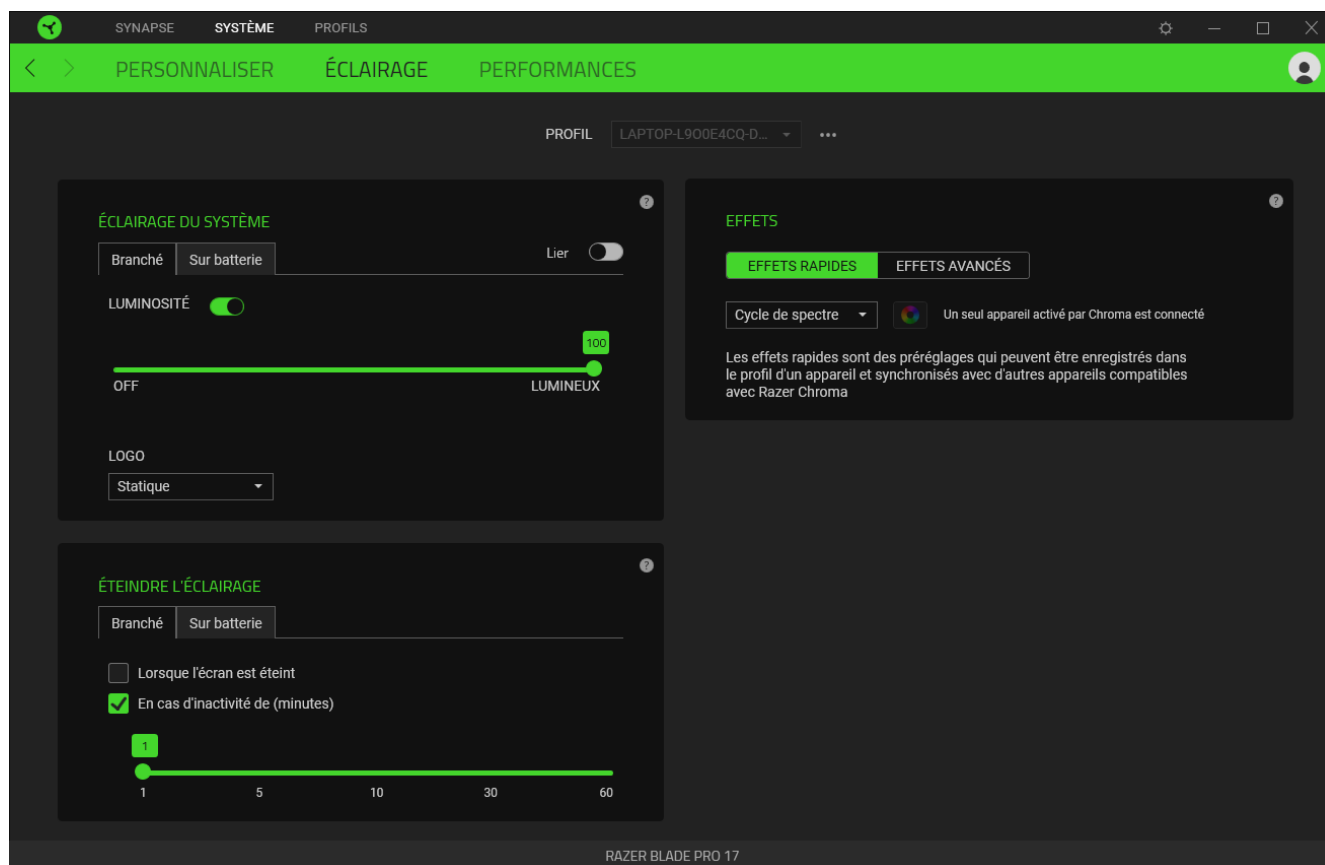 SYNAPSE SYSTÈME PROFILS
PERSONNALISER ÉCLAIRAGE PERFORMANCES
PROFIL LAPTOP-L9O0E4CQ-D...
ÉCLAIRAGE DU SYSTÈME
Branché Sur batterie Lier
LUMINOSITÉ
100
OFF LUMINEUX
LOGO
Statique
ÉTEINDRE L'ÉCLAIRAGE
Branché Sur batterie
Lorsque l'écran est éteint
En cas d'inactivité de (minutes)
1
1 5 10 30 60
EFFETS
EFFETS RAPIDES EFFETS AVANCÉS
Cycle de spectre Un seul appareil activé par Chroma est connecté
Les effets rapides sont des préréglages qui peuvent être enregistrés dans
le profil d'un appareil et synchronisés avec d'autres appareils compatibles
avec Razer Chroma
RAZER BLADE PRO 17